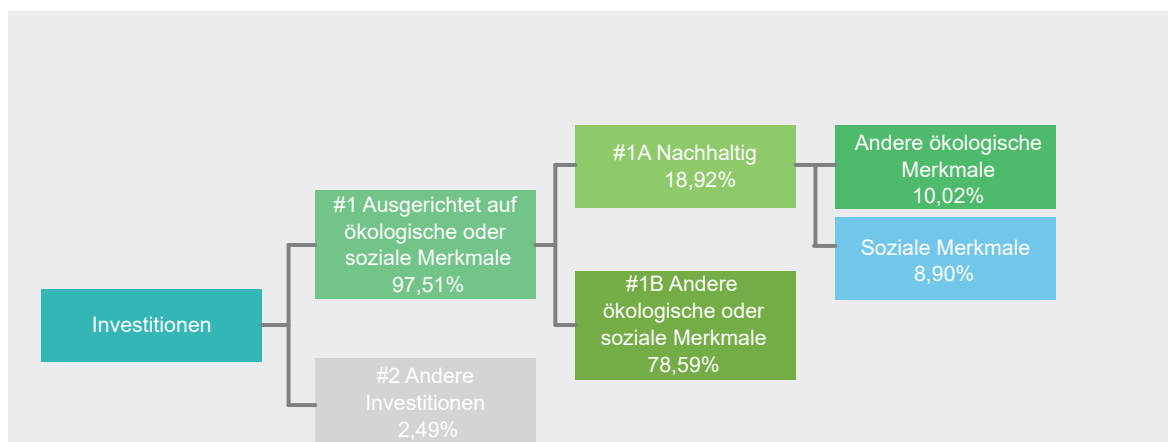 Investitionen
#1 Ausgerichtet auf
ökologische oder
soziale Merkmale
97,51%
#2 Andere
Investitionen
2,49%
#1A Nachhaltig
18,92%
#1B Andere
ökologische oder
soziale Merkmale
78,59%
Andere ökologische
Merkmale
10,02%
Soziale Merkmale
8,90%